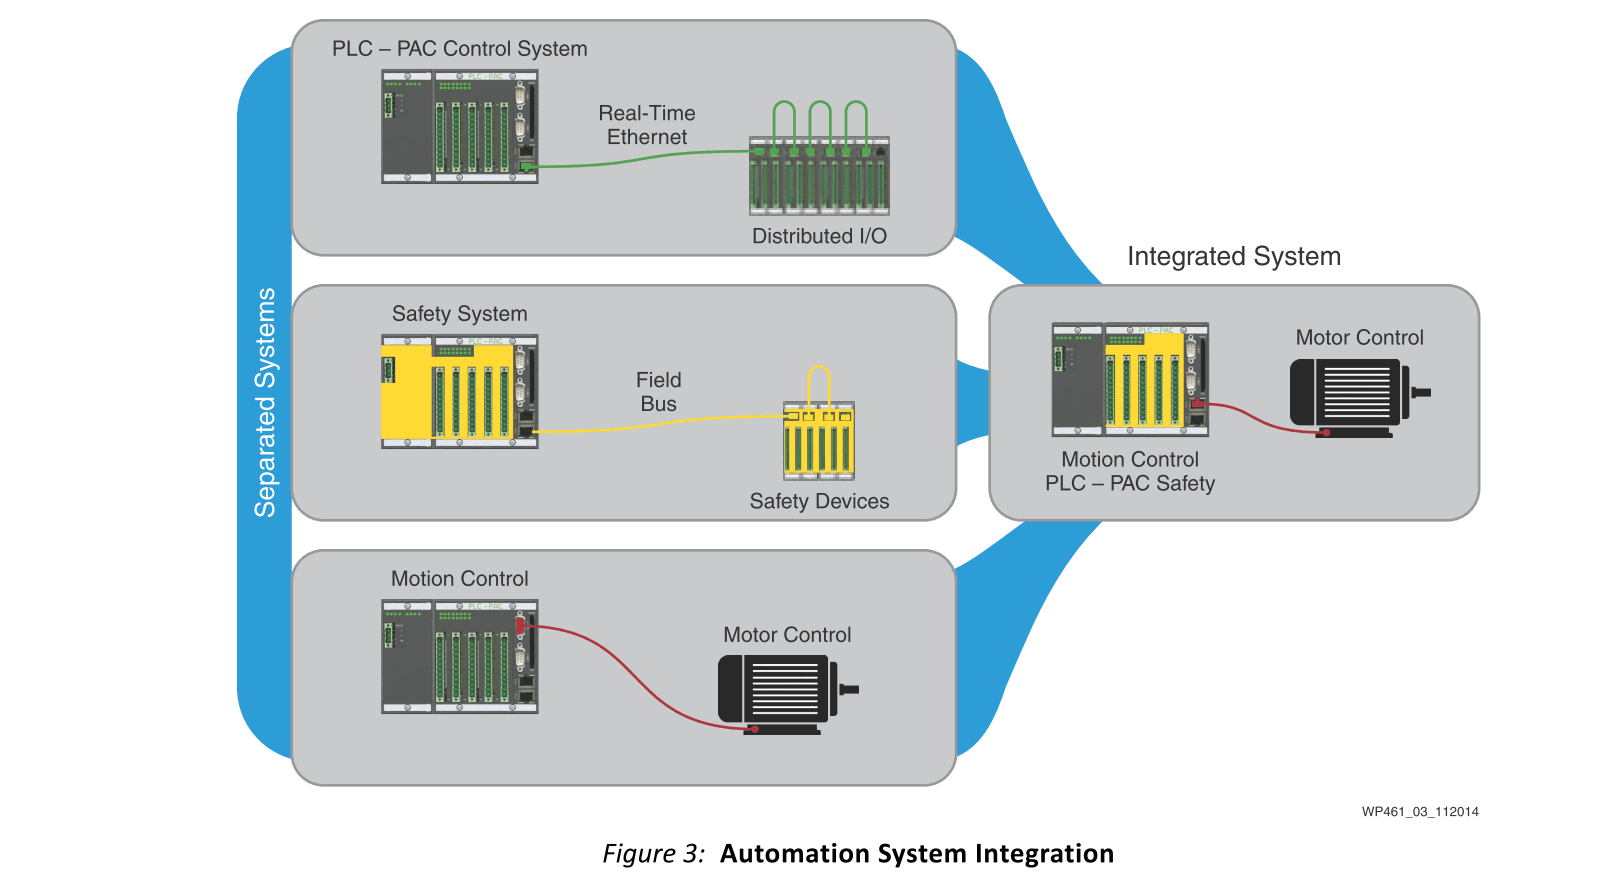 Separated Systems
PLC – PAC Control System
PLC - PAC
Real-Time
Ethernet
Distributed I/O
Safety System
PLC - PAC
Field
Bus
Safety Devices
Motion Control
PLC - PAC
Motor Control
Integrated System
PLC - PAC
Motor Control
Motion Control
PLC – PAC Safety
WP461_03_112014
Figure 3: Automation System Integration